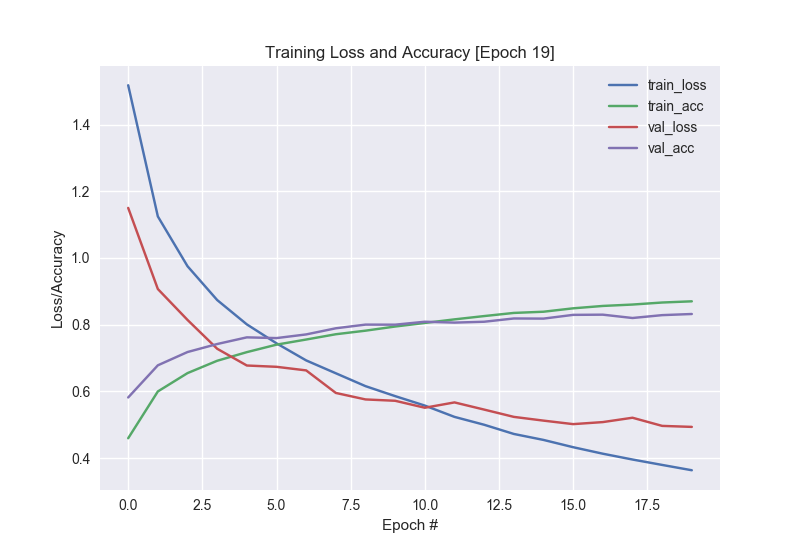 Training Loss and Accuracy [Epoch 19]
train_loss
train_acc
val_loss
val_acc
1.4
1.2
1.0
0.8
0.6
0.4
Loss/Accuracy
0.0 2.5 5.0 7.5 10.0 12.5 15.0 17.5
Epoch #